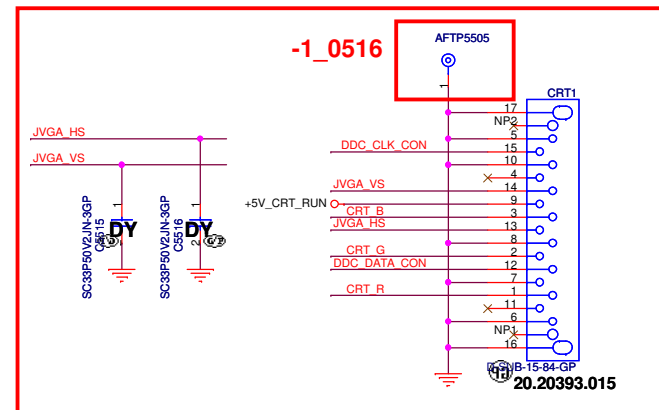 -1_0516
AFTP5505
1
CRT1
JVGA_HS
JVGA_VS
1
2
DY
SC33P50V2JN-3GP
C5515
1
2
DY
SC33P50V2JN-3GP
C5516
17
NP2
5
DDC_CLK_CON
15
10
4
JVGA_VS
14
+5V_CRT_RUN
9
CRT_B
3
JVGA_HS
13
8
CRT_G
2
DDC_DATA_CON
12
7
CRT_R
1
11
6
NP1
16
D-SUB-15-84-GP
20.20393.015